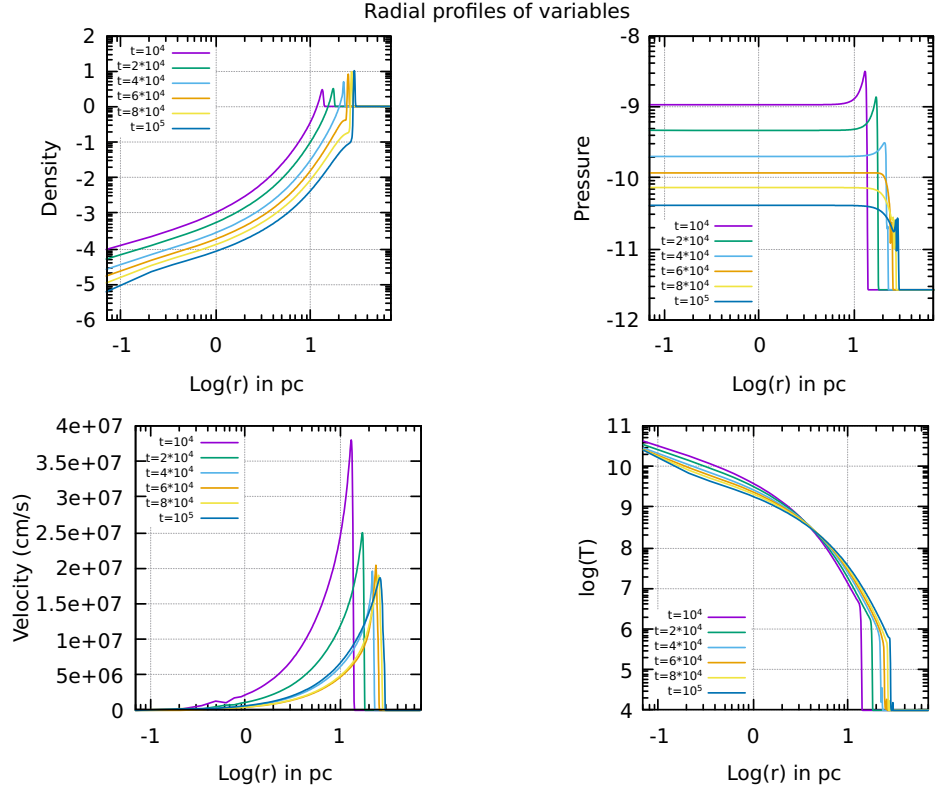 Radial profiles of variables
2
1
0
-1
-2
-3
-4
-5
-6
Density
t=10⁴
t=2*10⁴
t=4*10⁴
t=6*10⁴
t=8*10⁴
t=10⁵
-1 0 1
Log(r) in pc
-8
-9
-10
-11
-12
Pressure
t=10⁴
t=2*10⁴
t=4*10⁴
t=6*10⁴
t=8*10⁴
t=10⁵
-1 0 1
Log(r) in pc
4e+07
3.5e+07
3e+07
2.5e+07
2e+07
1.5e+07
1e+07
5e+06
0
Velocity (cm/s)
t=10⁴
t=2*10⁴
t=4*10⁴
t=6*10⁴
t=8*10⁴
t=10⁵
-1 0 1
Log(r) in pc
11
10
9
8
7
6
5
4
log(T)
t=10⁴
t=2*10⁴
t=4*10⁴
t=6*10⁴
t=8*10⁴
t=10⁵
-1 0 1
Log(r) in pc